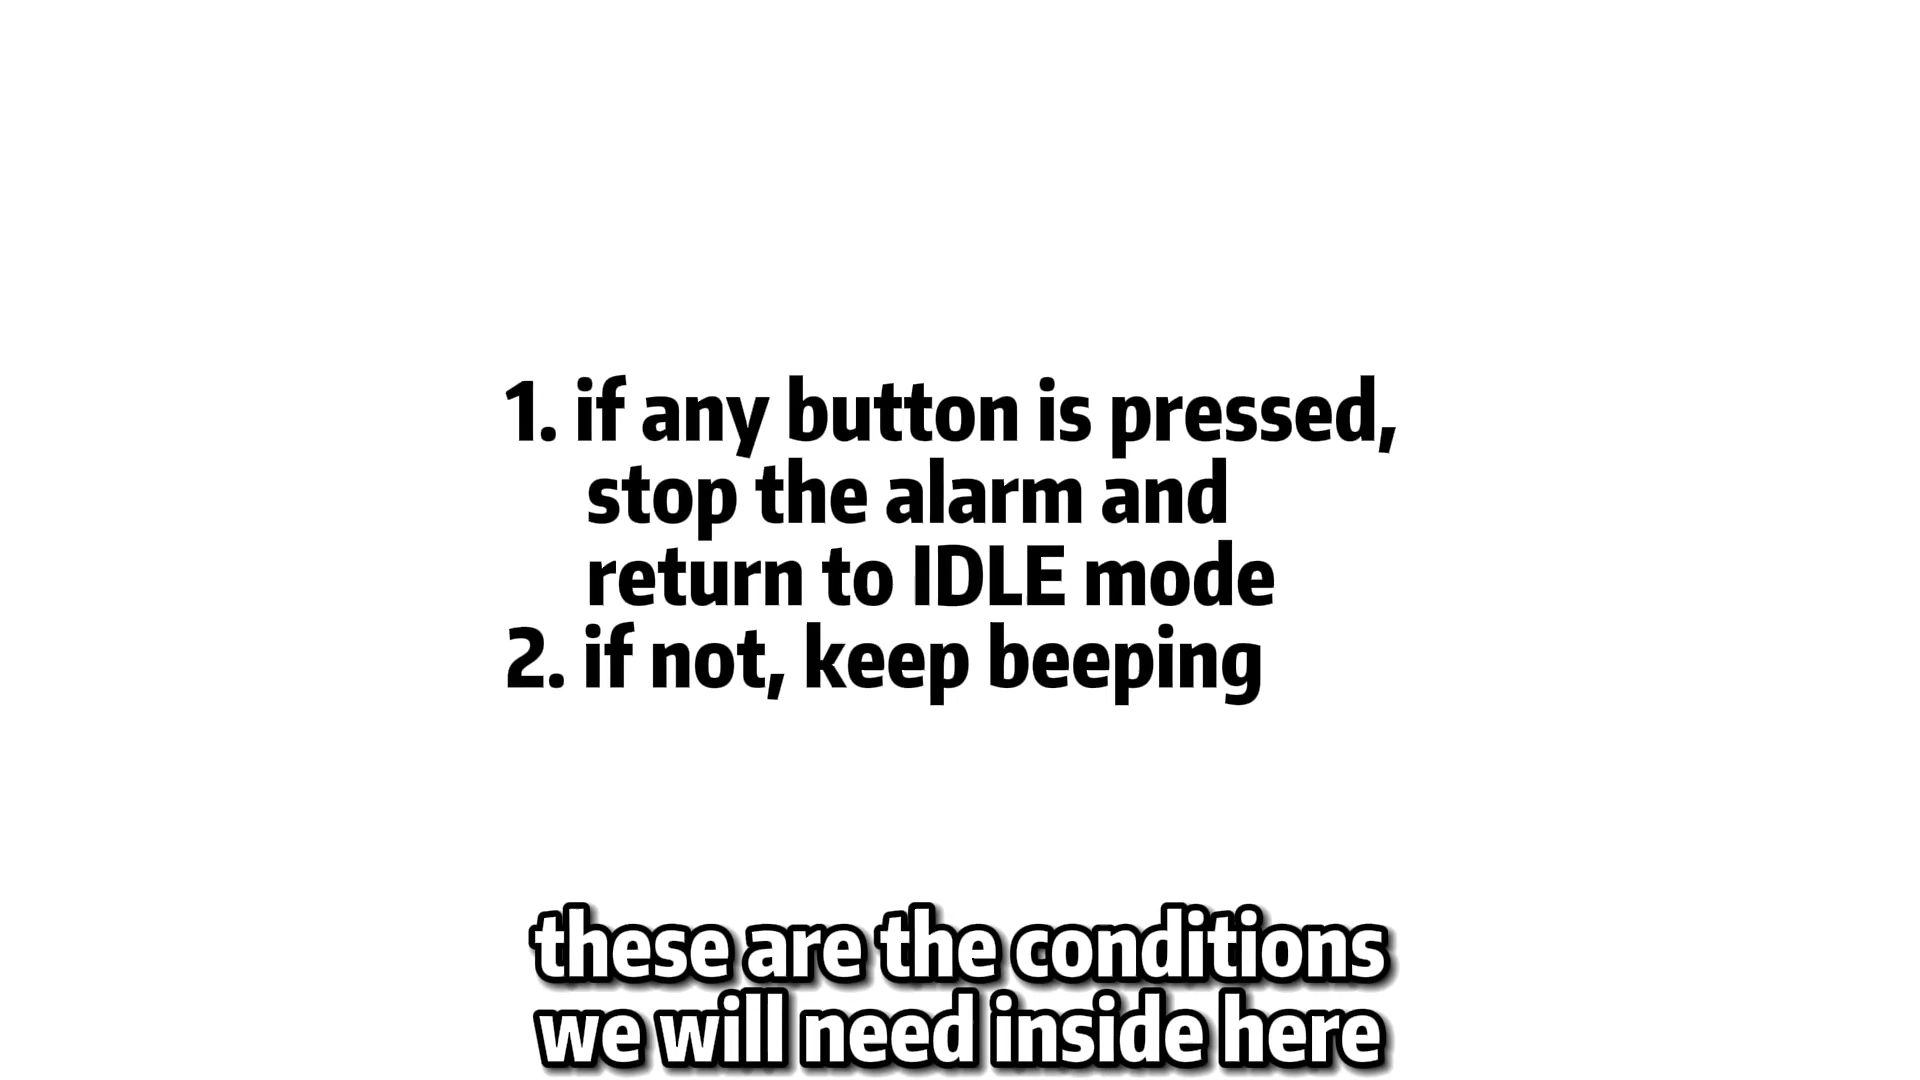 1. if any button is pressed,
stop the alarm and
return to IDLE mode
2. if not, keep beeping
these are the conditions
we will need inside here